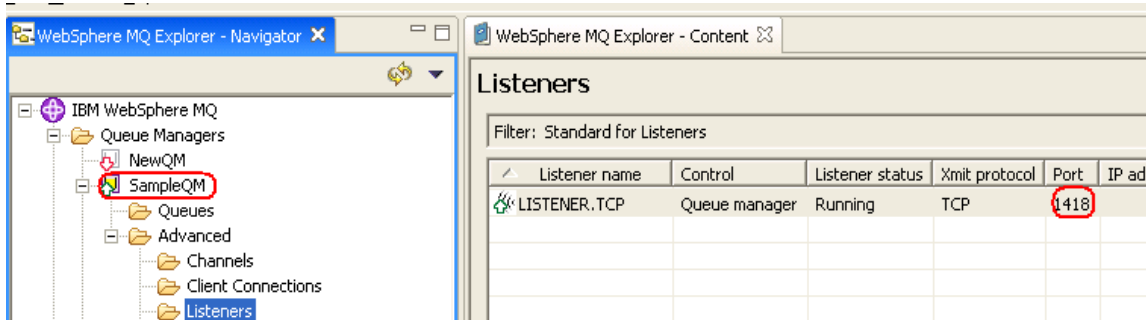 WebSphere MQ Explorer - Navigator
IBM WebSphere MQ
Queue Managers
NewQM
SampleQM
Queues
Advanced
Channels
Client Connections
Listeners
WebSphere MQ Explorer - Content
Listeners
Filter: Standard for Listeners
Listener name Control Listener status Xmit protocol Port IP ad
LISTENER.TCP Queue manager Running TCP 1418